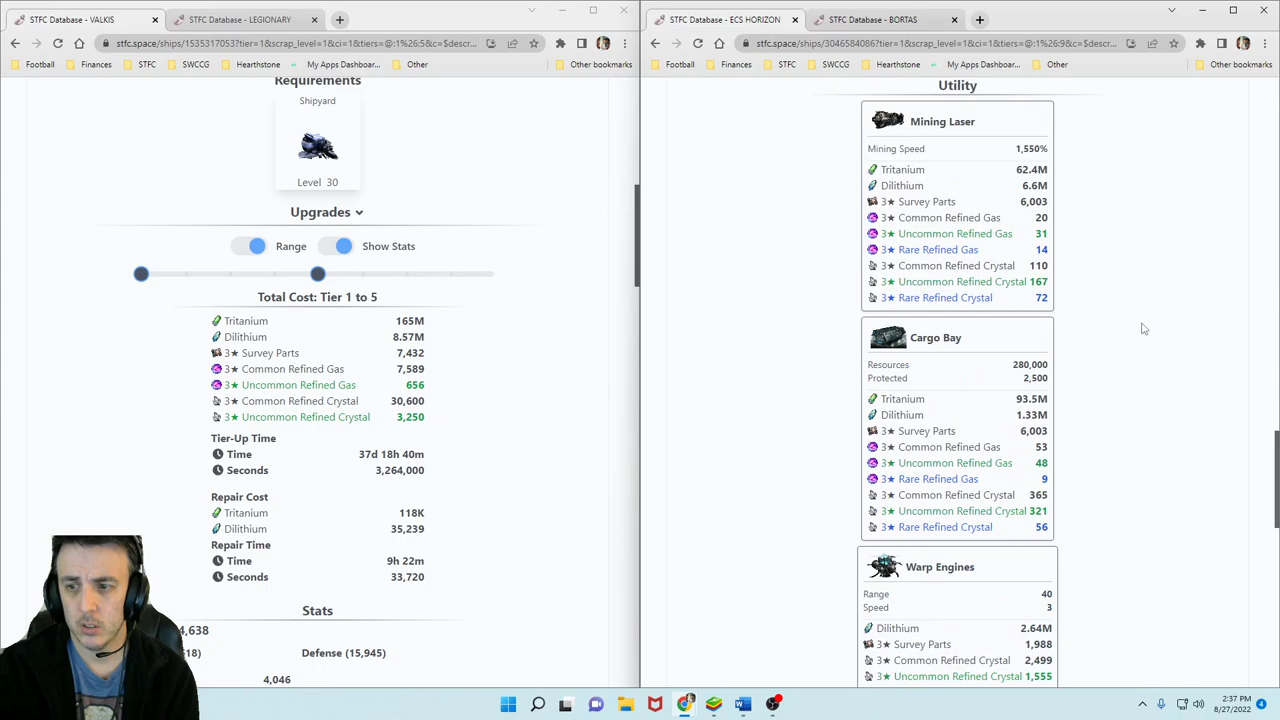 STFC Database - VALKIS
STFC Database - LEGIONARY
stfc.space/ships/1535317053?tier=1&scrap_level=1&ci=1&tiers=@:1%26:5&c=$descr...
Football
Finances
STFC
SWCCG
Hearthstone
My Apps Dashboar...
Other
Other bookmarks
Requirements
Shipyard
Level 30
Upgrades
Range
Show Stats
Total Cost: Tier 1 to 5
Tritanium 165M
Dilithium 8.57M
3★ Survey Parts 7,432
3★ Common Refined Gas 7,589
3★ Uncommon Refined Gas 656
3★ Common Refined Crystal 30,600
3★ Uncommon Refined Crystal 3,250
Tier-Up Time
Time 37d 18h 40m
Seconds 3,264,000
Repair Cost
Tritanium 118K
Dilithium 35,239
Repair Time
Time 9h 22m
Seconds 33,720
Stats
4,638
518) Defense (15,945)
4,046
STFC Database - ECS HORIZON
STFC Database - BORTAS
stfc.space/ships/3046584086?tier=1&scrap_level=1&ci=1&tiers=@:1%26:9&c=$descr...
Football
Finances
STFC
SWCCG
Hearthstone
My Apps Dashboar...
Other
Other bookmarks
Utility
Mining Laser
Mining Speed 1,550%
Tritanium 62.4M
Dilithium 6.6M
3★ Survey Parts 6,003
3★ Common Refined Gas 20
3★ Uncommon Refined Gas 31
3★ Rare Refined Gas 14
3★ Common Refined Crystal 110
3★ Uncommon Refined Crystal 167
3★ Rare Refined Crystal 72
Cargo Bay
Resources 280,000
Protected 2,500
Tritanium 93.5M
Dilithium 1.33M
3★ Survey Parts 6,003
3★ Common Refined Gas 53
3★ Uncommon Refined Gas 48
3★ Rare Refined Gas 9
3★ Common Refined Crystal 365
3★ Uncommon Refined Crystal 321
3★ Rare Refined Crystal 56
Warp Engines
Range 40
Speed 3
Dilithium 2.64M
3★ Survey Parts 1,988
3★ Common Refined Crystal 2,499
3★ Uncommon Refined Crystal 1,555
2:37 PM
8/27/2022